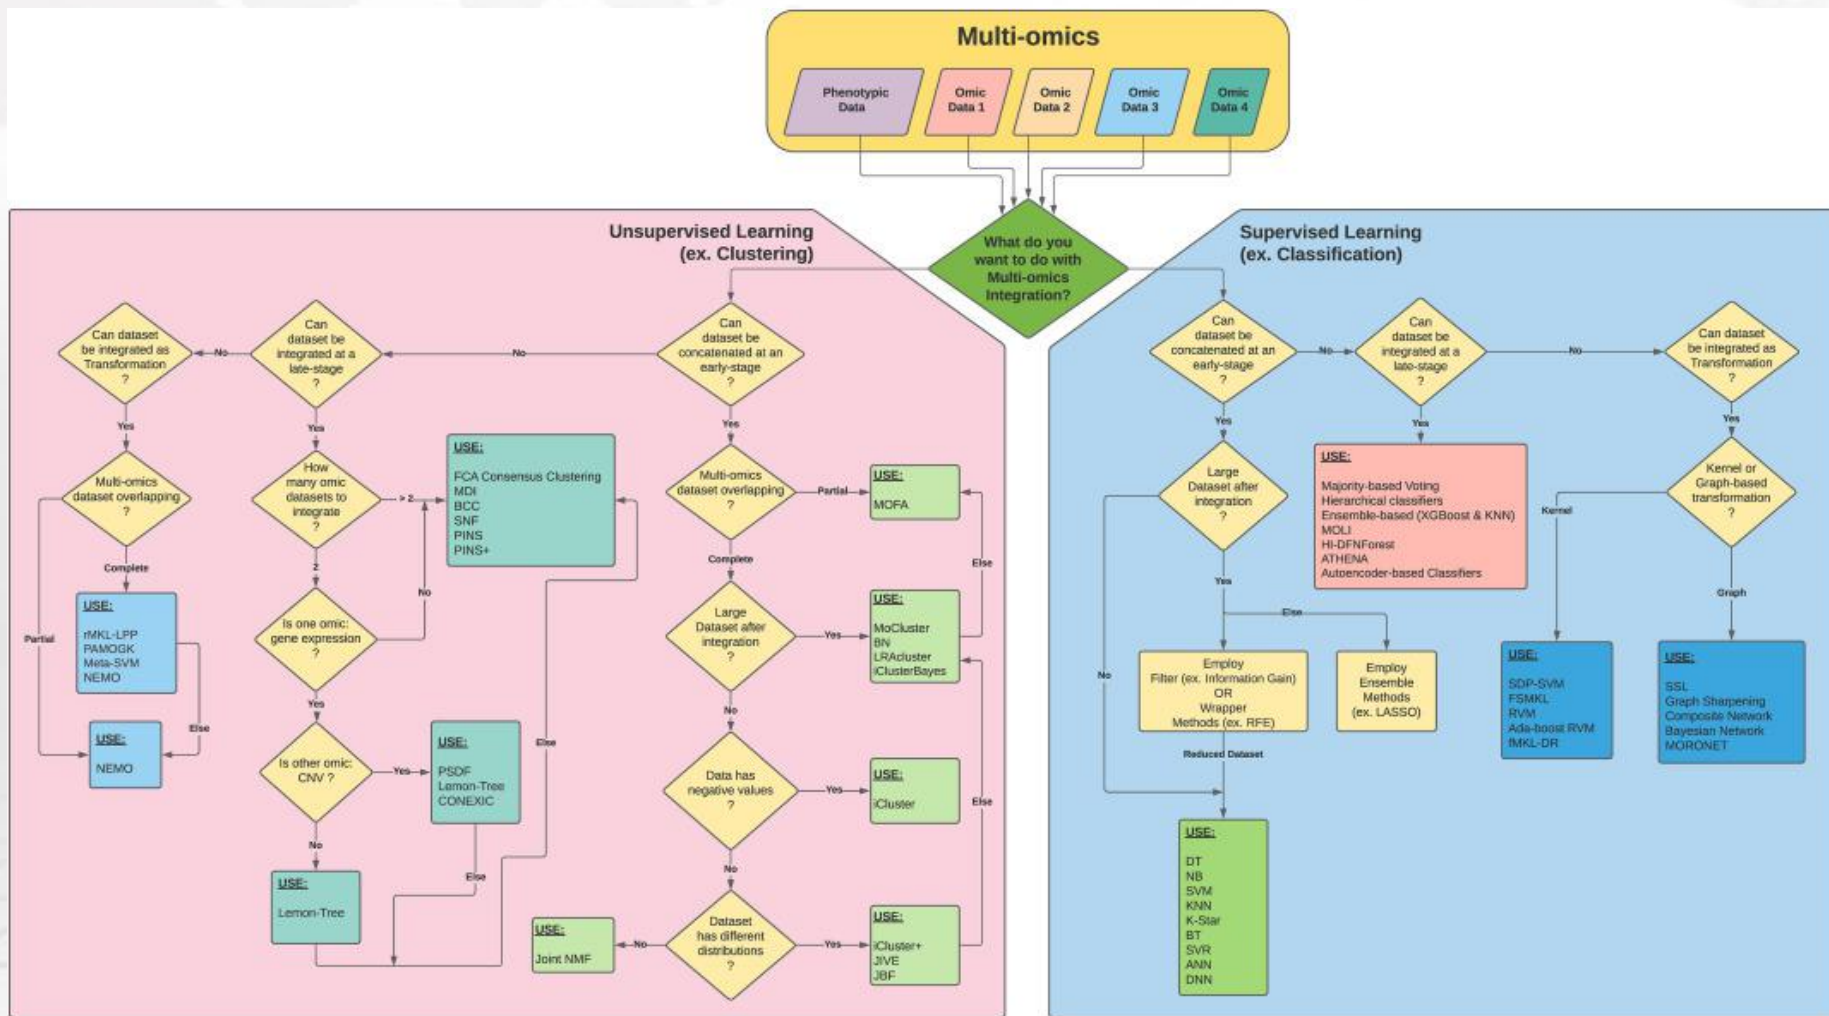 Multi-omics
Phenotypic
Data
Omic
Data 1
Omic
Data 2
Omic
Data 3
Omic
Data 4
What do you
want to do with
Multi-omics
Integration?
Unsupervised Learning
(ex. Clustering)
Can dataset
be integrated as
Transformation
?
No
Can
dataset be
integrated at a
late-stage
?
No
Can
dataset be
concatenated at an
early-stage
?
Yes
Yes
Yes
Multi-omics
dataset overlapping
?
Partial
Complete
USE:
rMKL-LPP
PAMOGK
Meta-SVM
NEMO
Else
USE:
NEMO
How
many omic
datasets to
integrate
?
> 2
2
USE:
FCA Consensus Clustering
MDI
BCC
SNF
PINS
PINS+
Is one omic:
gene expression
?
No
Yes
Is other omic:
CNV ?
Yes
USE:
PSDF
Lemon-Tree
CONEXIC
No
USE:
Lemon-Tree
Else
Else
Multi-omics
dataset overlapping
?
Partial
USE:
MOFA
Complete
Large
Dataset after
integration
?
Yes
USE:
MoCluster
BN
LRAcluster
iClusterBayes
Else
No
Data has
negative values
?
Yes
USE:
iCluster
Else
No
Dataset
has different
distributions
?
No
USE:
Joint NMF
Yes
USE:
iCluster+
JIVE
JBF
Supervised Learning
(ex. Classification)
Can
dataset be
concatenated at an
early-stage
?
No
Can
dataset be
integrated at a
late-stage
?
No
Can dataset
be integrated as
Transformation
?
Yes
Yes
Yes
Large
Dataset after
integration
?
No
Yes
Else
Employ
Filter (ex. Information Gain)
OR
Wrapper
Methods (ex. RFE)
Employ
Ensemble
Methods
(ex. LASSO)
Reduced Dataset
USE:
DT
NB
SVM
KNN
K-Star
BT
SVR
ANN
DNN
USE:
Majority-based Voting
Hierarchical classifiers
Ensemble-based (XGBoost & KNN)
MOLI
HI-DFNForest
ATHENA
Autoencoder-based Classifiers
Kernel or
Graph-based
transformation
?
Kernel
Graph
USE:
SDP-SVM
FSMKL
RVM
Ada-boost RVM
fMKL-DR
USE:
SSL
Graph Sharpening
Composite Network
Bayesian Network
MORONET